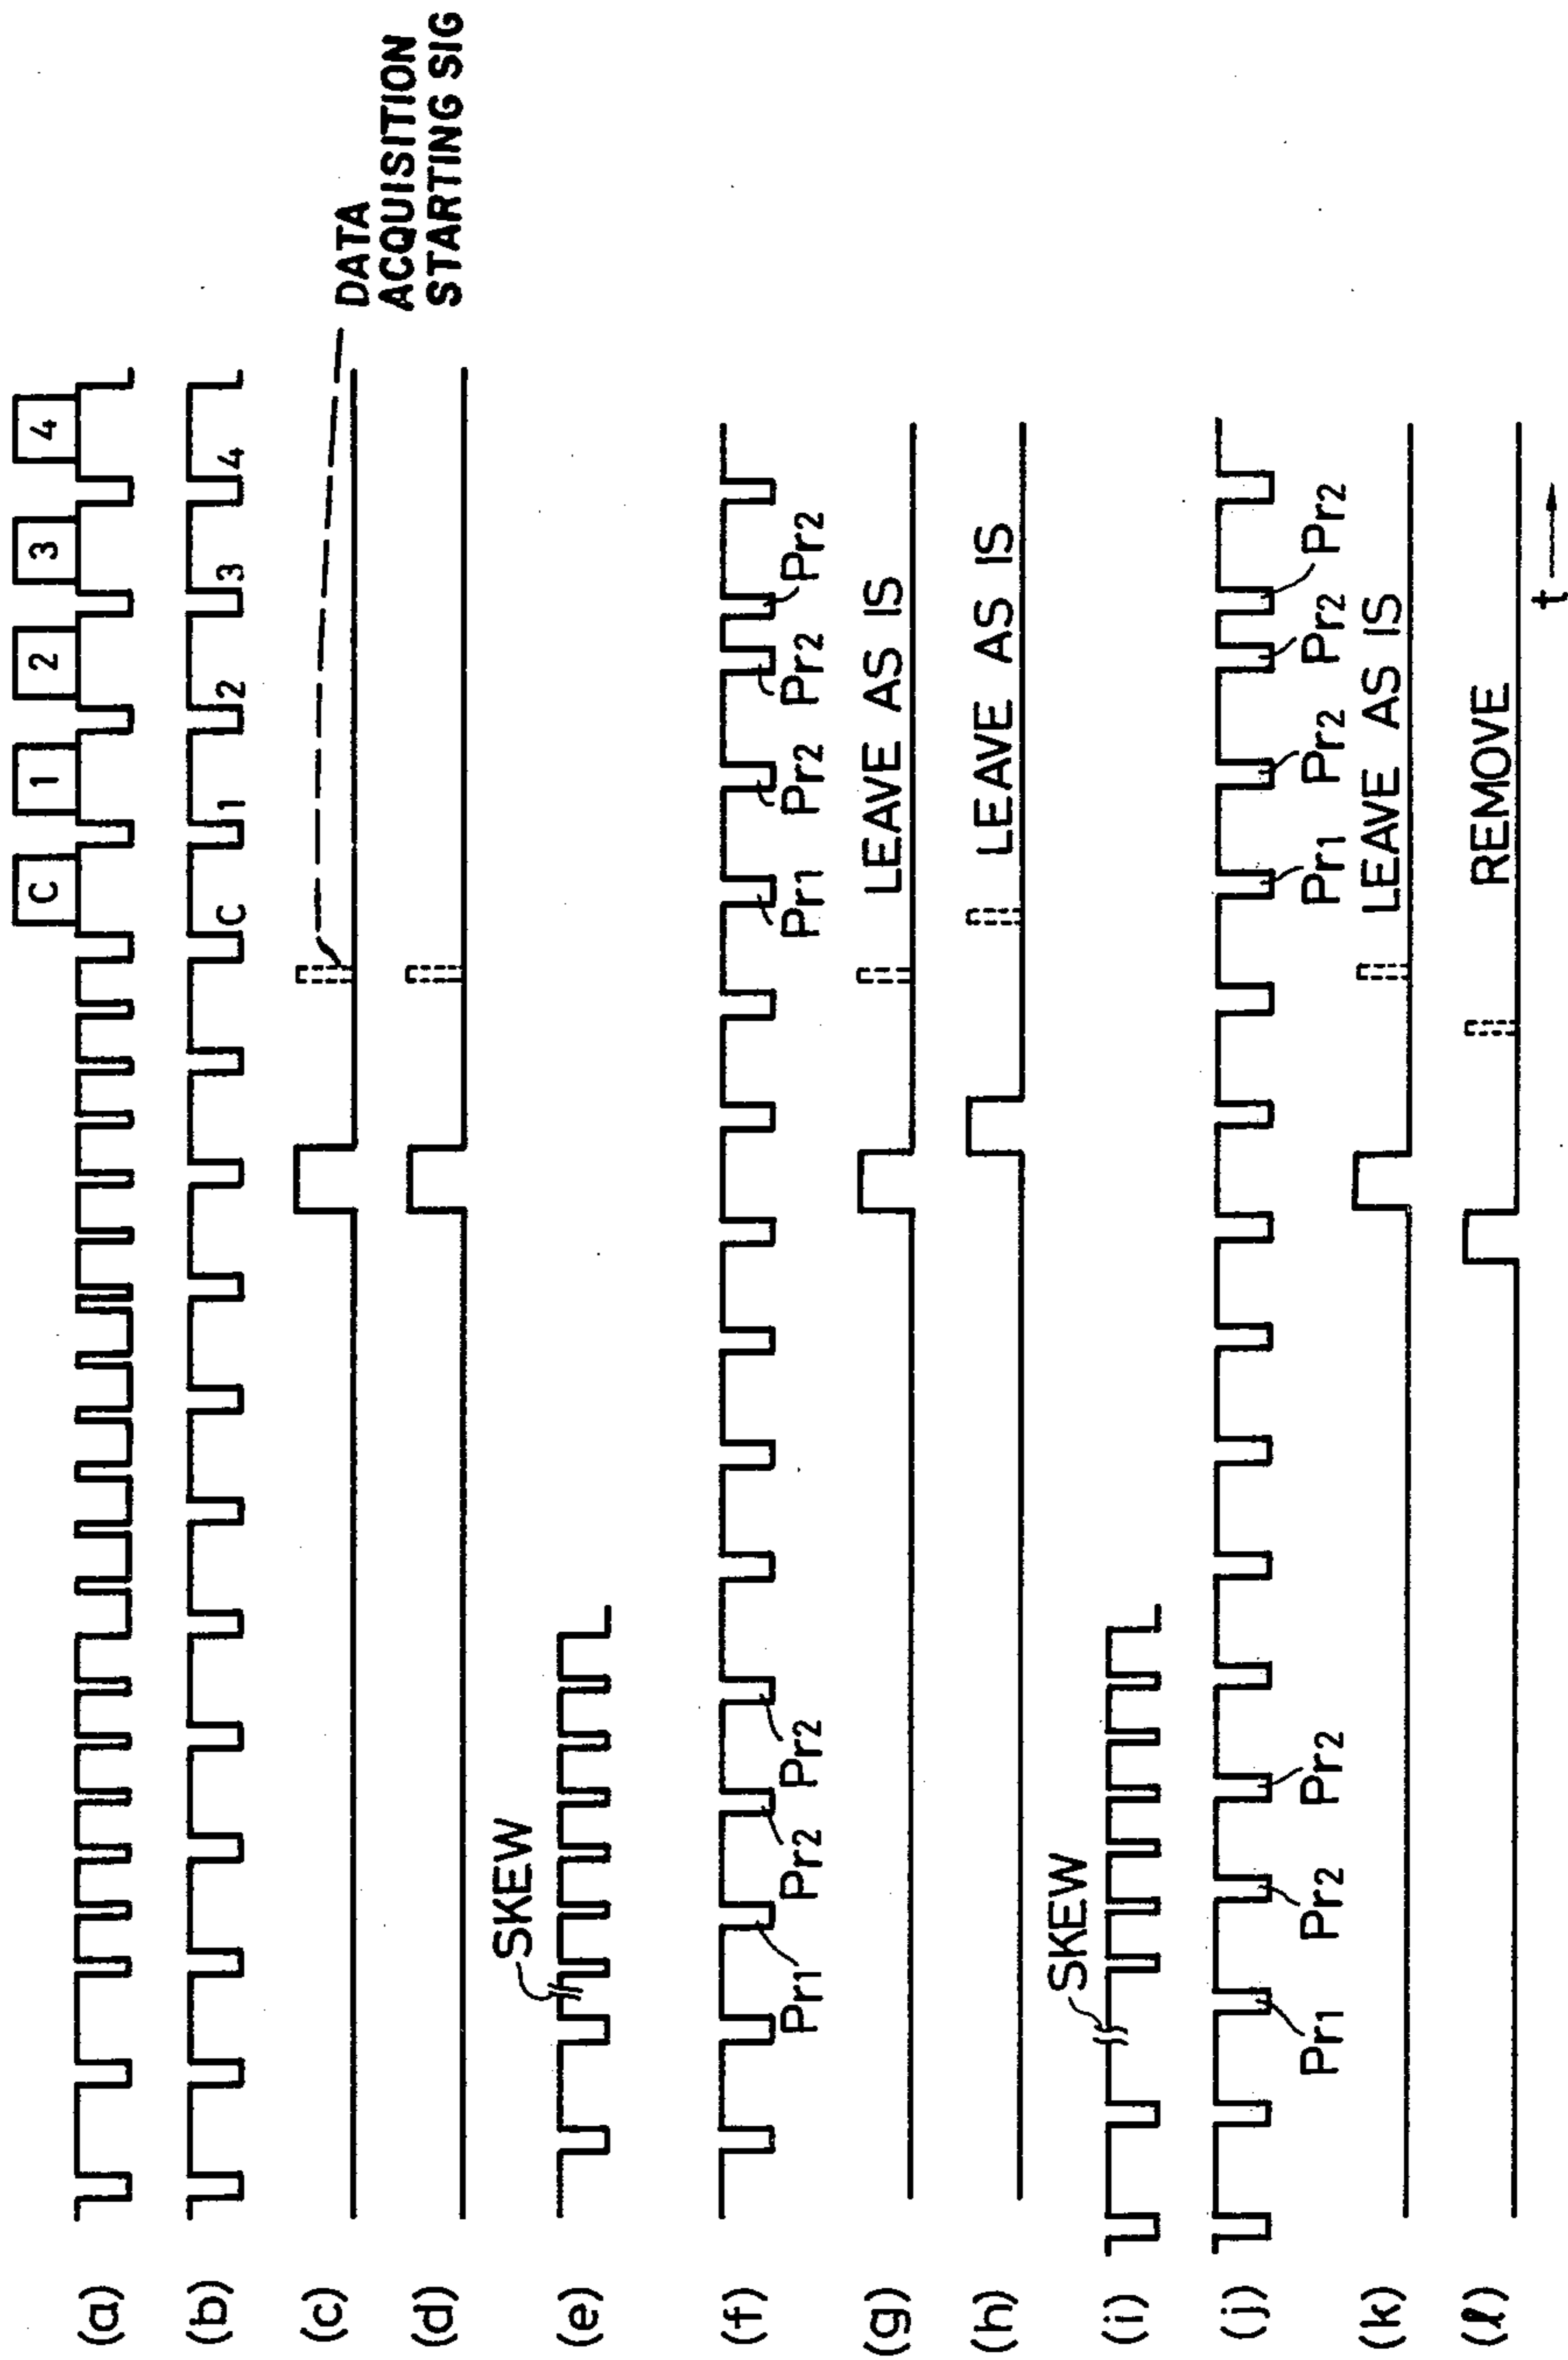 (a)
C 1 2 3 4
(b)
C 1 2 3 4
(c)
DATA
ACQUISITION
STARTING SIG
(d)
(e)
SKEW
(f)
Pr1 Pr2 Pr2 Pr1 Pr2 Pr2 Pr2
(g)
LEAVE AS IS
(h)
LEAVE AS IS
(i)
SKEW
(j)
Pr1 Pr2 Pr2 Pr1 Pr2 Pr2 Pr2
(k)
LEAVE AS IS
(ℓ)
REMOVE
t